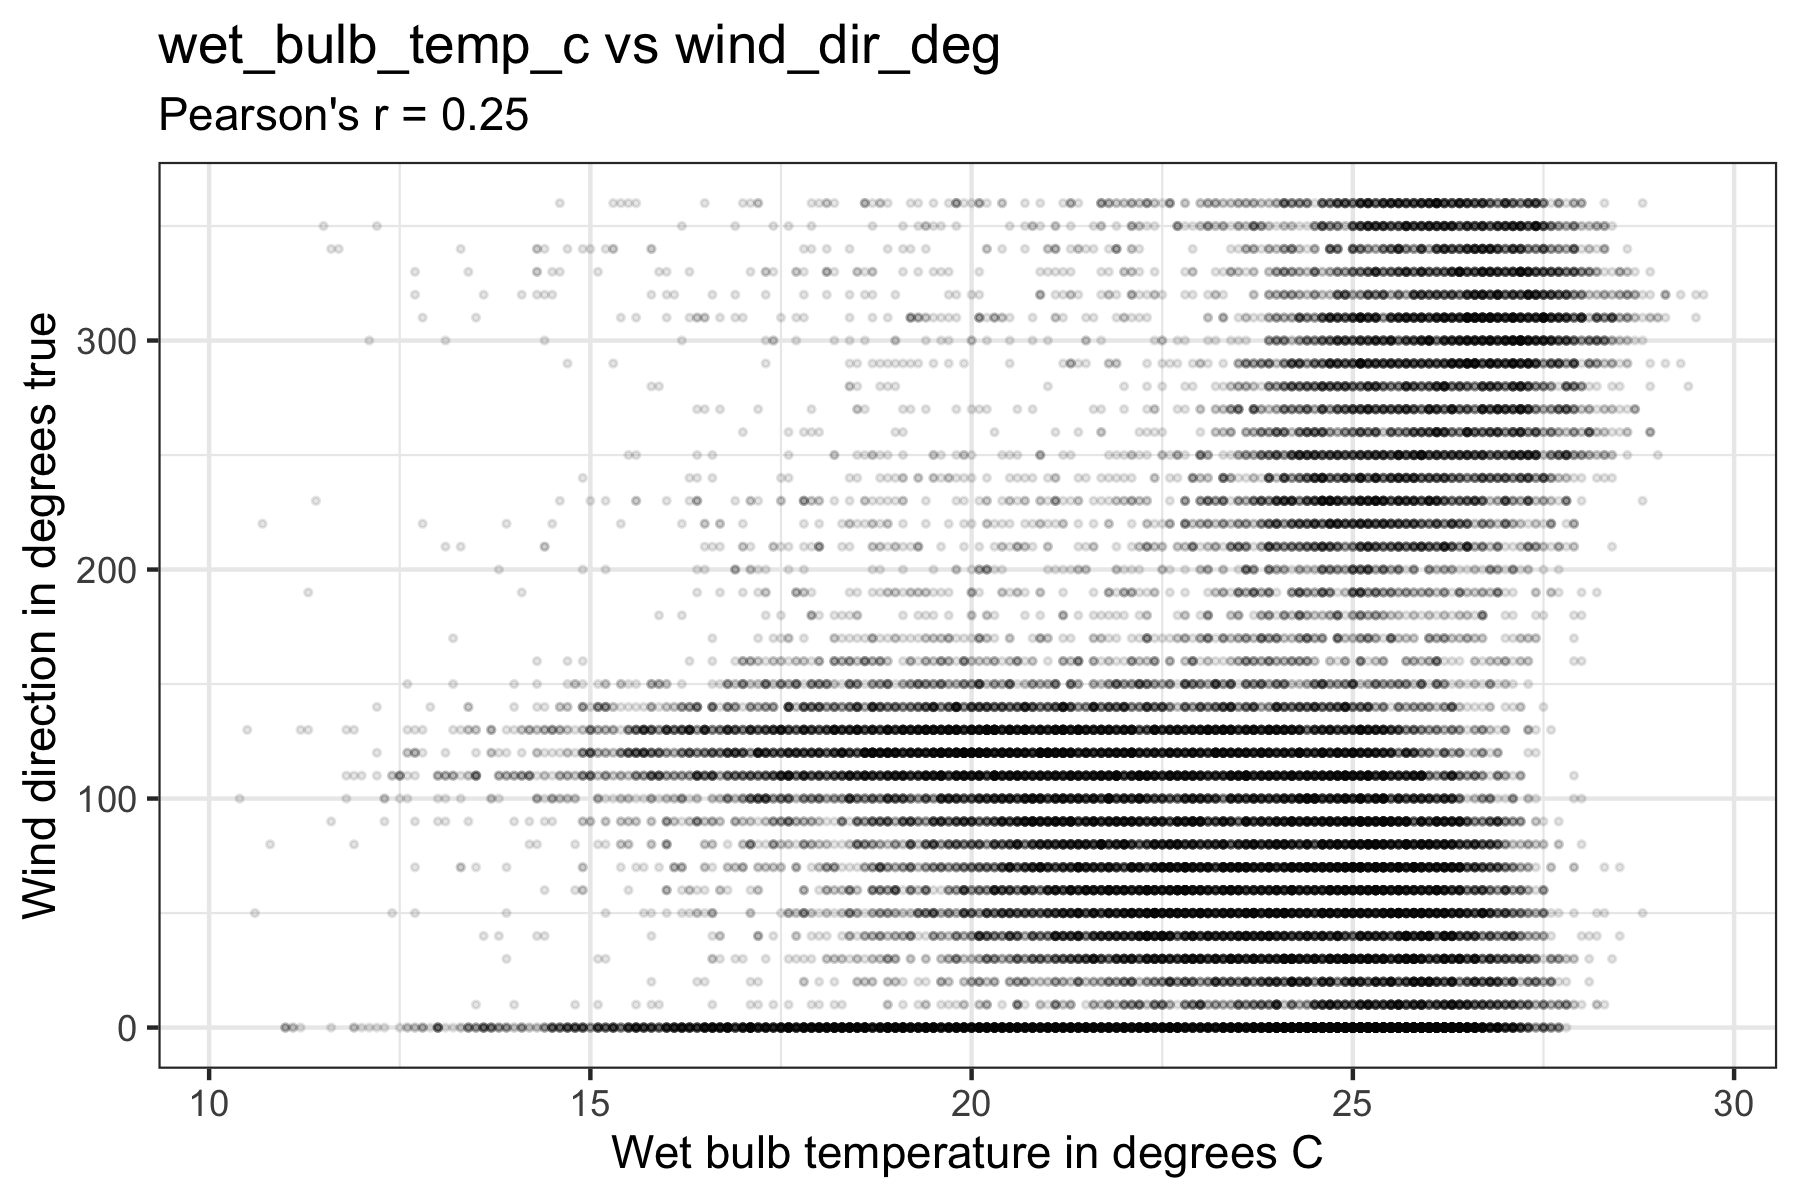 wet_bulb_temp_c vs wind_dir_deg
Pearson's r = 0.25
Wind direction in degrees true
300
200
100
0
10 15 20 25 30
Wet bulb temperature in degrees C